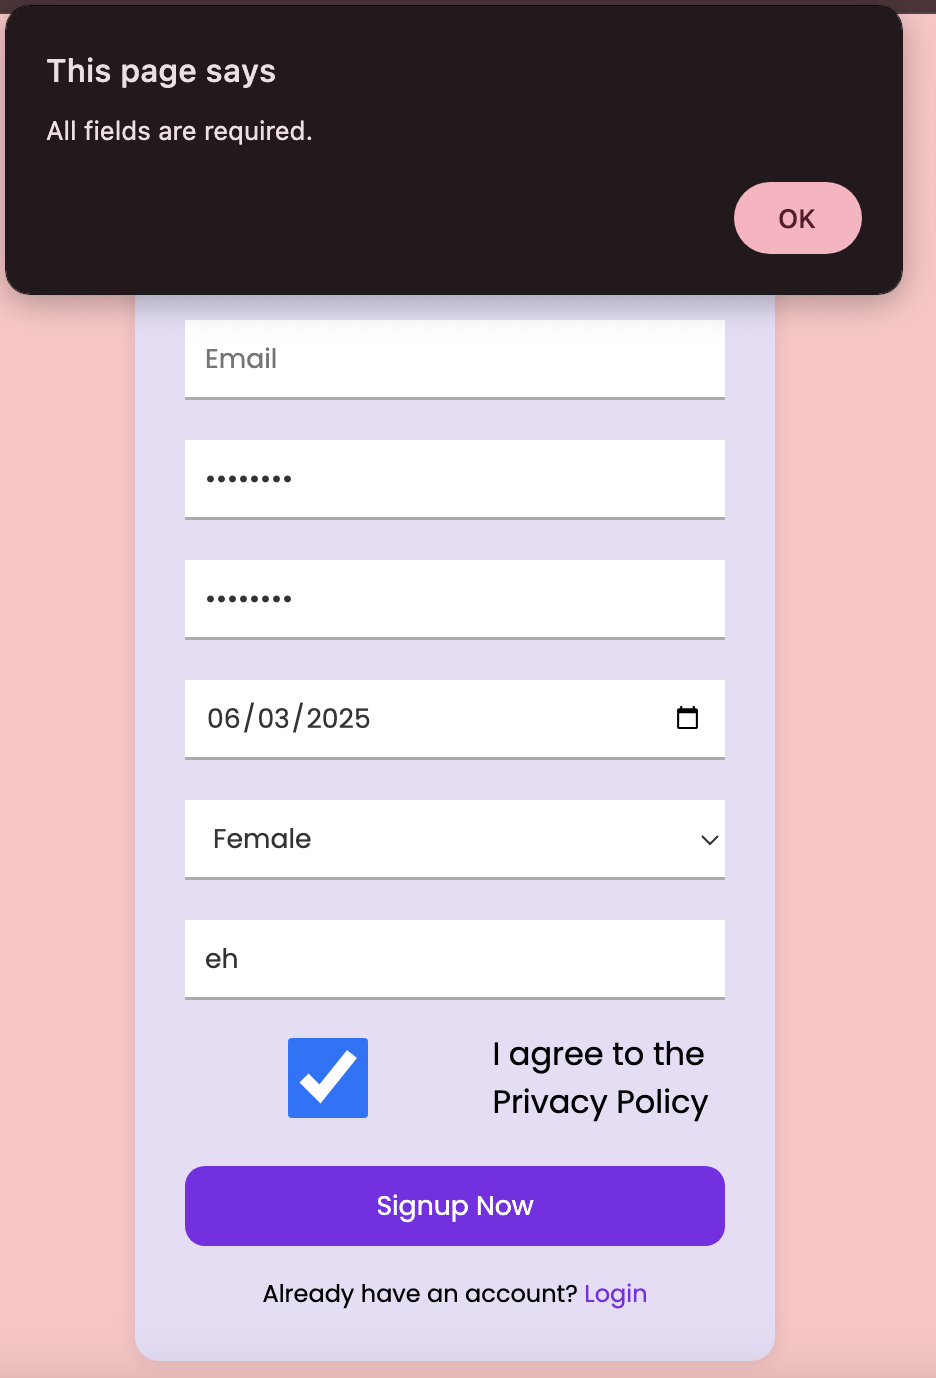 This page says
All fields are required.
OK
Email
••••••••
••••••••
06/03/2025
Female
eh
I agree to the
Privacy Policy
Signup Now
Already have an account? Login